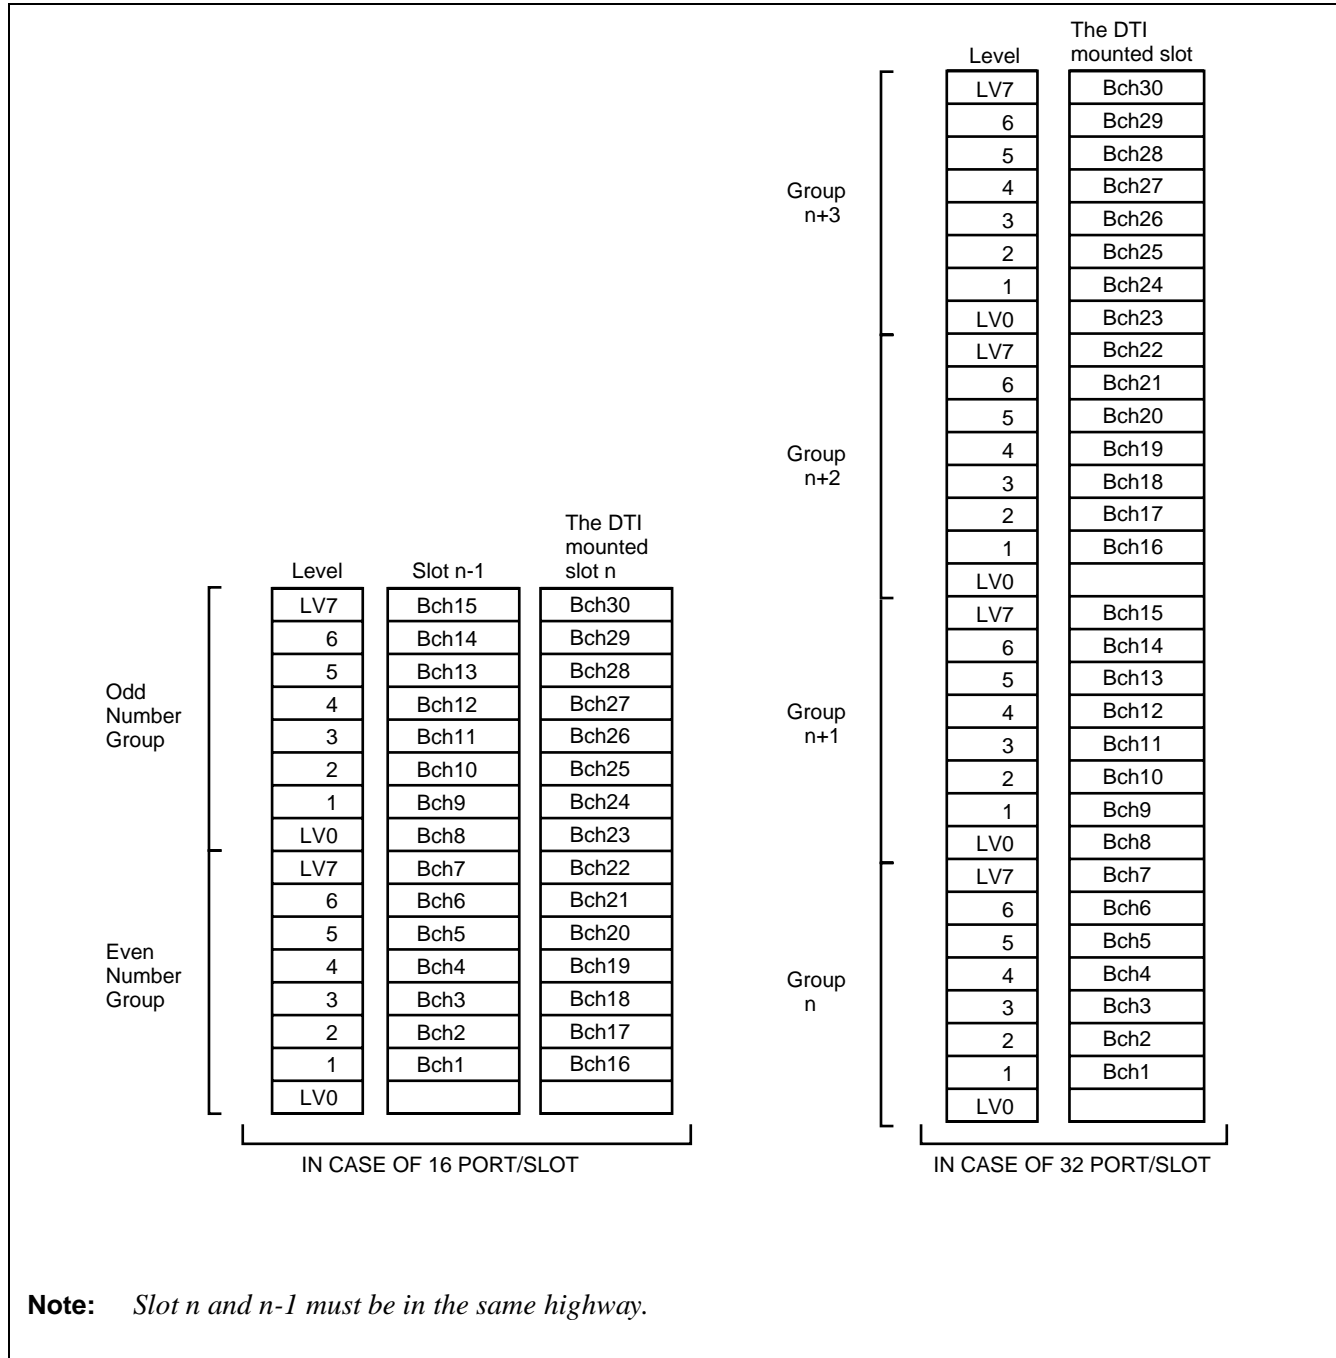 The DTI
mounted slot
Level
LV7 Bch30
6 Bch29
5 Bch28
4 Bch27
3 Bch26
2 Bch25
1 Bch24
LV0 Bch23
Group
n+3
LV7 Bch22
6 Bch21
5 Bch20
4 Bch19
3 Bch18
2 Bch17
1 Bch16
LV0
Group
n+2
LV7 Bch15
6 Bch14
5 Bch13
4 Bch12
3 Bch11
2 Bch10
1 Bch9
LV0 Bch8
Group
n+1
LV7 Bch7
6 Bch6
5 Bch5
4 Bch4
3 Bch3
2 Bch2
1 Bch1
LV0
Group
n
IN CASE OF 32 PORT/SLOT
The DTI
mounted
slot n
Level Slot n-1
LV7 Bch15 Bch30
6 Bch14 Bch29
5 Bch13 Bch28
4 Bch12 Bch27
3 Bch11 Bch26
2 Bch10 Bch25
1 Bch9 Bch24
LV0 Bch8 Bch23
Odd
Number
Group
LV7 Bch7 Bch22
6 Bch6 Bch21
5 Bch5 Bch20
4 Bch4 Bch19
3 Bch3 Bch18
2 Bch2 Bch17
1 Bch1 Bch16
LV0
Even
Number
Group
IN CASE OF 16 PORT/SLOT
Note: Slot n and n-1 must be in the same highway.